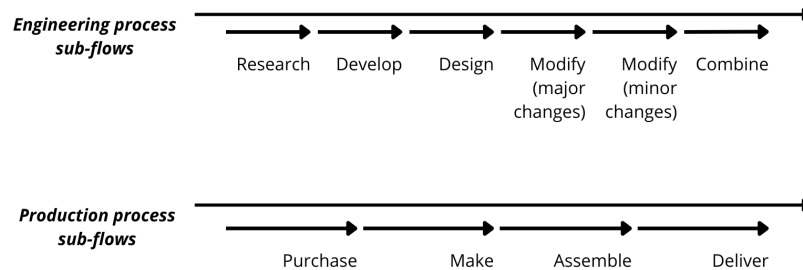 Engineering process
sub-flows
Research
Develop
Design
Modify
(major
changes)
Modify
(minor
changes)
Combine
Production process
sub-flows
Purchase
Make
Assemble
Deliver